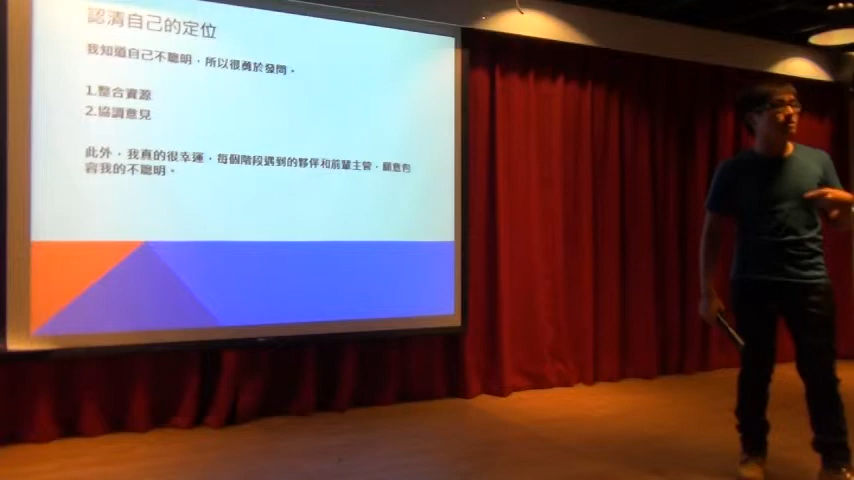 認清自己的定位
我知道自己不聰明，所以很勇於發問。
1.整合資源
2.協調意見
此外，我真的很幸運，每個階段遇到的夥伴和前輩主管，願意包
容我的不聰明。